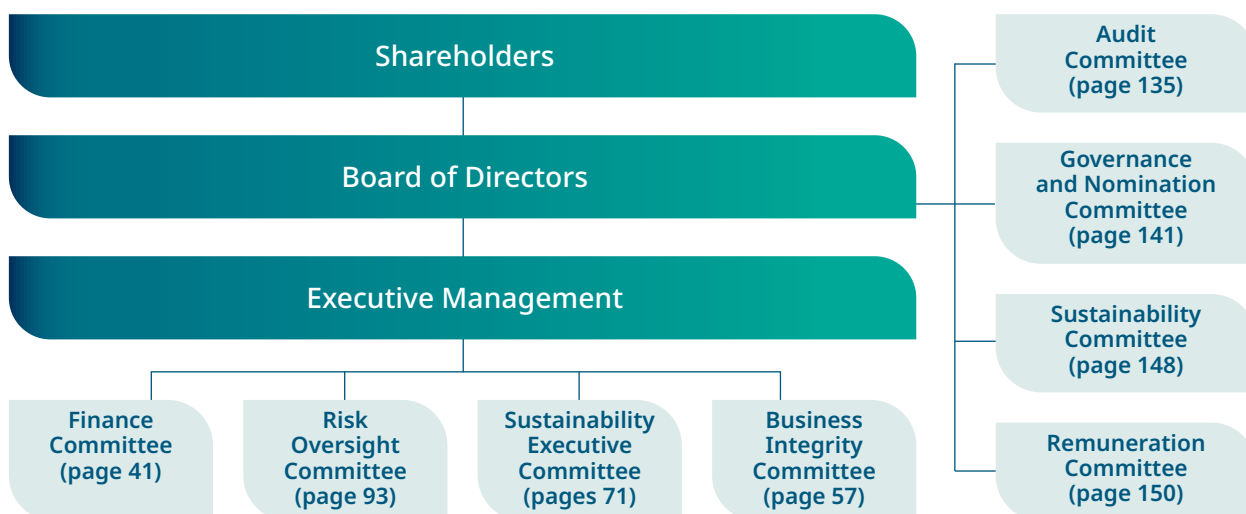 Shareholders
Board of Directors
Executive Management
Finance
Committee
(page 41)
Risk
Oversight
Committee
(page 93)
Sustainability
Executive
Committee
(pages 71)
Business
Integrity
Committee
(page 57)
Audit
Committee
(page 135)
Governance
and Nomination
Committee
(page 141)
Sustainability
Committee
(page 148)
Remuneration
Committee
(page 150)